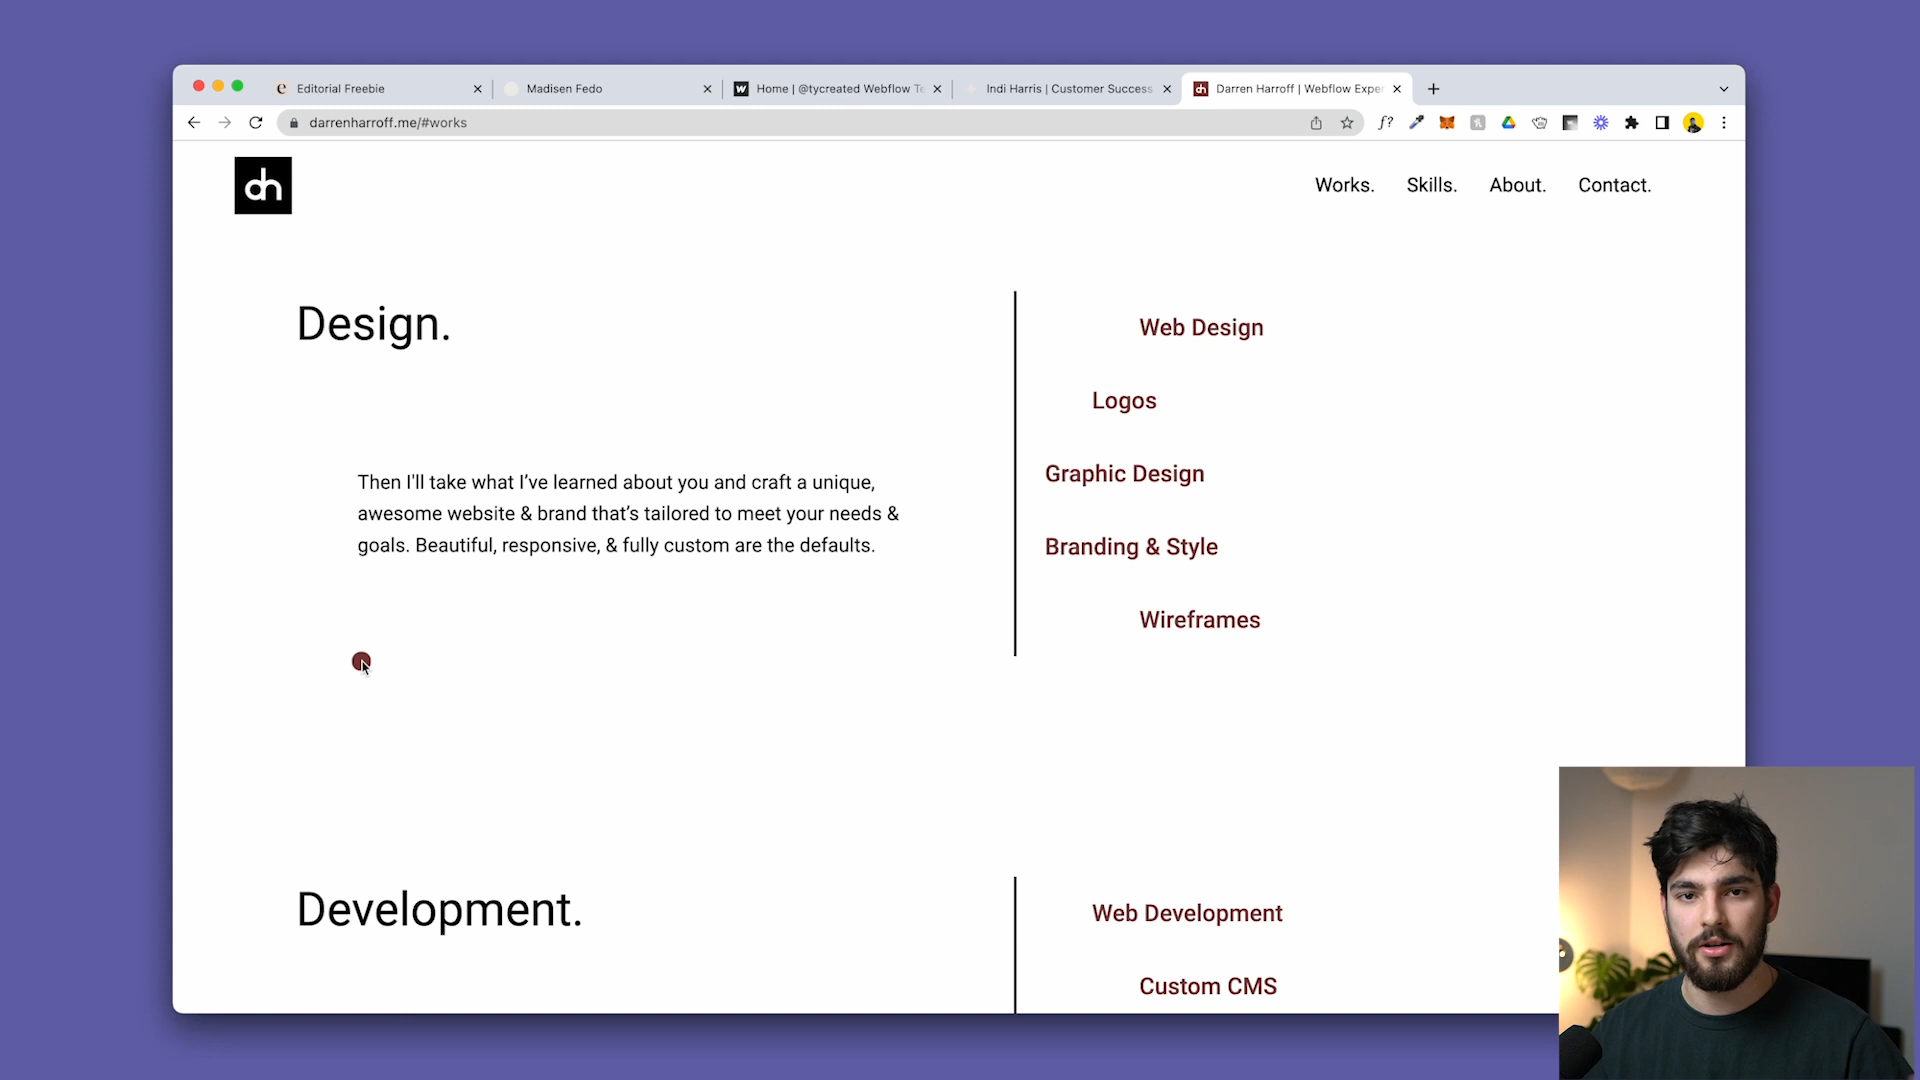 Editorial Freebie
Madisen Fedo
Home | @tycreated Webflow Te
Indi Harris | Customer Success
Darren Harroff | Webflow Exper
darrenharroff.me/#works
f?
dh
Works.
Skills.
About.
Contact.
Design.
Then I'll take what I’ve learned about you and craft a unique,
awesome website & brand that’s tailored to meet your needs &
goals. Beautiful, responsive, & fully custom are the defaults.
Web Design
Logos
Graphic Design
Branding & Style
Wireframes
Development.
Web Development
Custom CMS